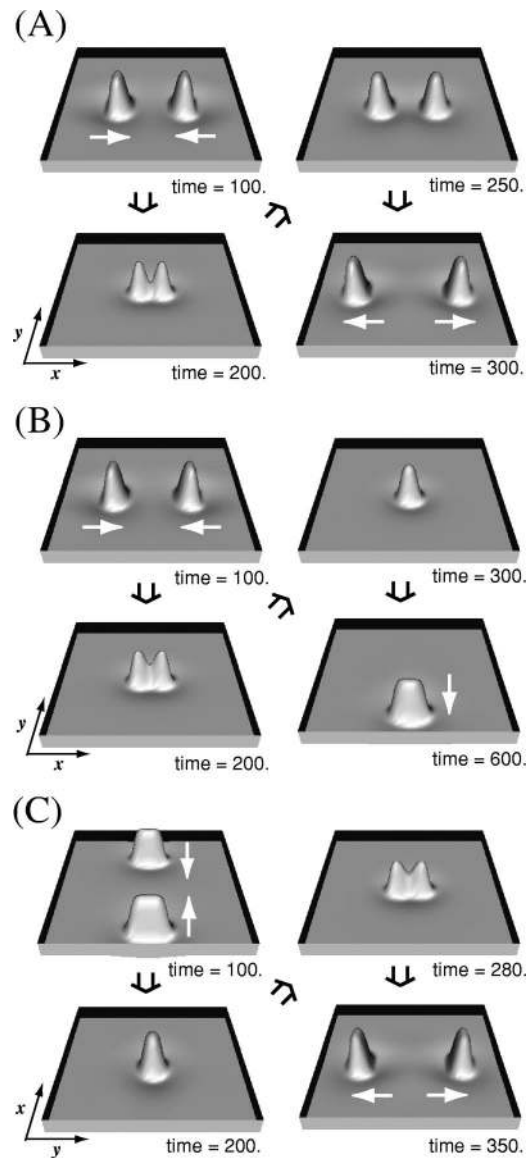 (A)
time = 100.
time = 250.
y
x
time = 200.
time = 300.
(B)
time = 100.
time = 300.
y
x
time = 200.
time = 600.
(C)
time = 100.
time = 280.
x
y
time = 200.
time = 350.